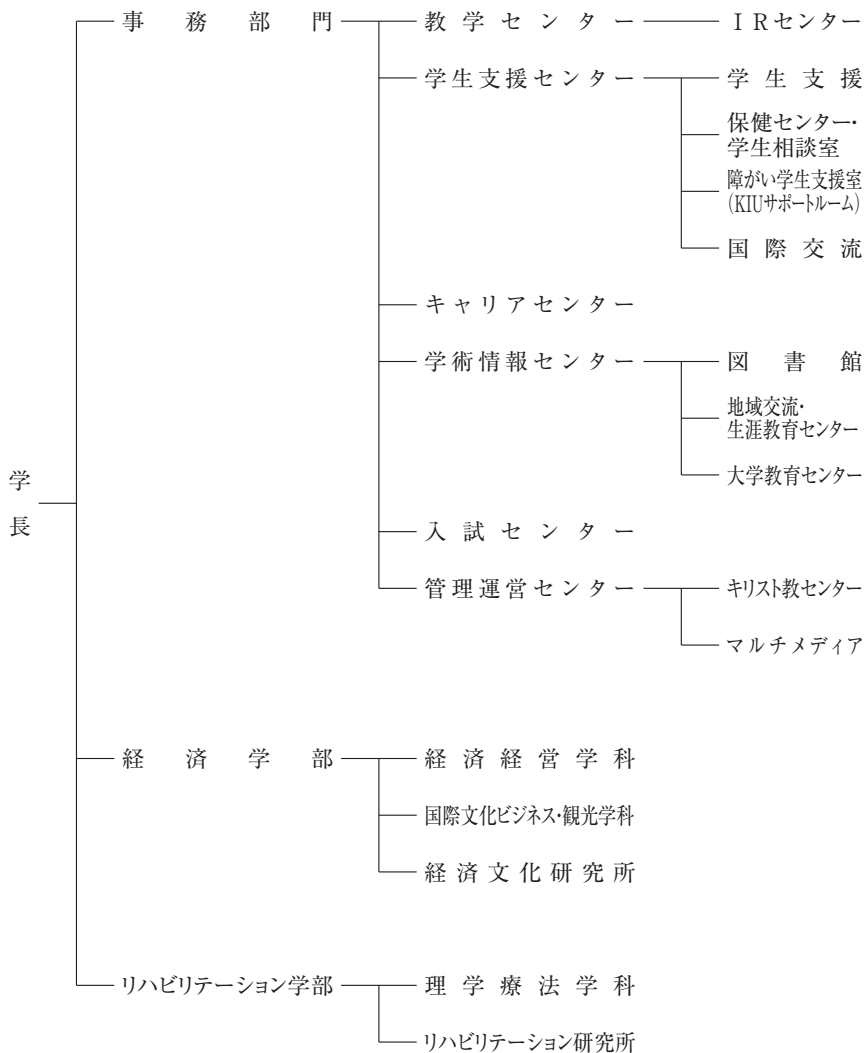 事務部門 教学センター IRセンター
学生支援センター 学生支援
保健センター・
学生相談室
障がい学生支援室
(KIUサポートルーム)
国際交流
キャリアセンター
学術情報センター 図書館
地域交流・
生涯教育センター
大学教育センター
学
長
入試センター
管理運営センター キリスト教センター
マルチメディア
経済学部 経済経営学科
国際文化ビジネス・観光学科
経済文化研究所
リハビリテーション学部 理学療法学科
リハビリテーション研究所